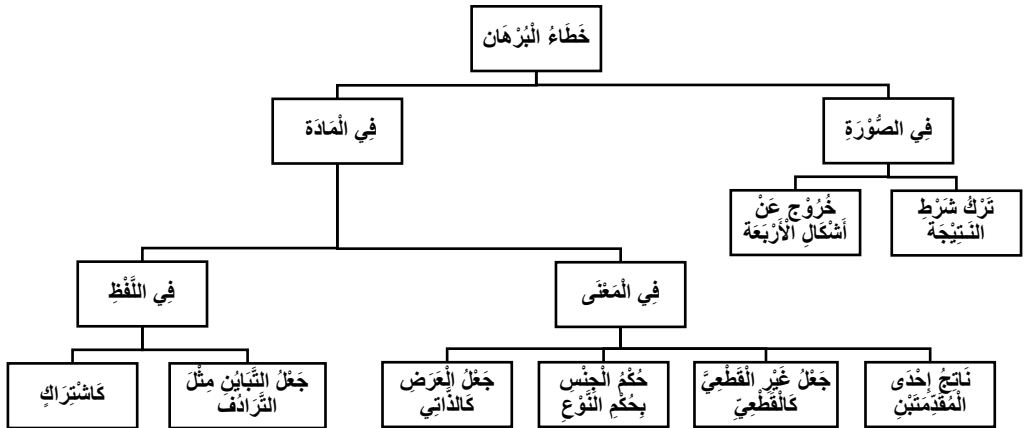 خَطَاءُ الْبُرْهَان
فِي الصُّوْرَةِ
فِي الْمَادَة
تَرْكُ شَرْطِ
النَتِيْجَة
خُرُوْج عَنْ
أَشْكَالِ الْأَرْبَعَة
فِي الْمَعْنَى
فِي اللَّفْظِ
نَاتِجُ إِحْدَى
الْمُقَدِّمَتَيْنِ
جَعْلُ غَيْرِ الْقَطْعِيَّ
كَالْقَطْعِيِّ
حُكْمُ الْجِنْسِ
بِحُكْمِ النَّوْعِ
جَعْلُ الْعَرَضِ
كَالذَّاتِي
جَعْلُ التَّبَايُنِ مِثْلَ
التَّرَادُف
كَاشْتِرَاكٍ